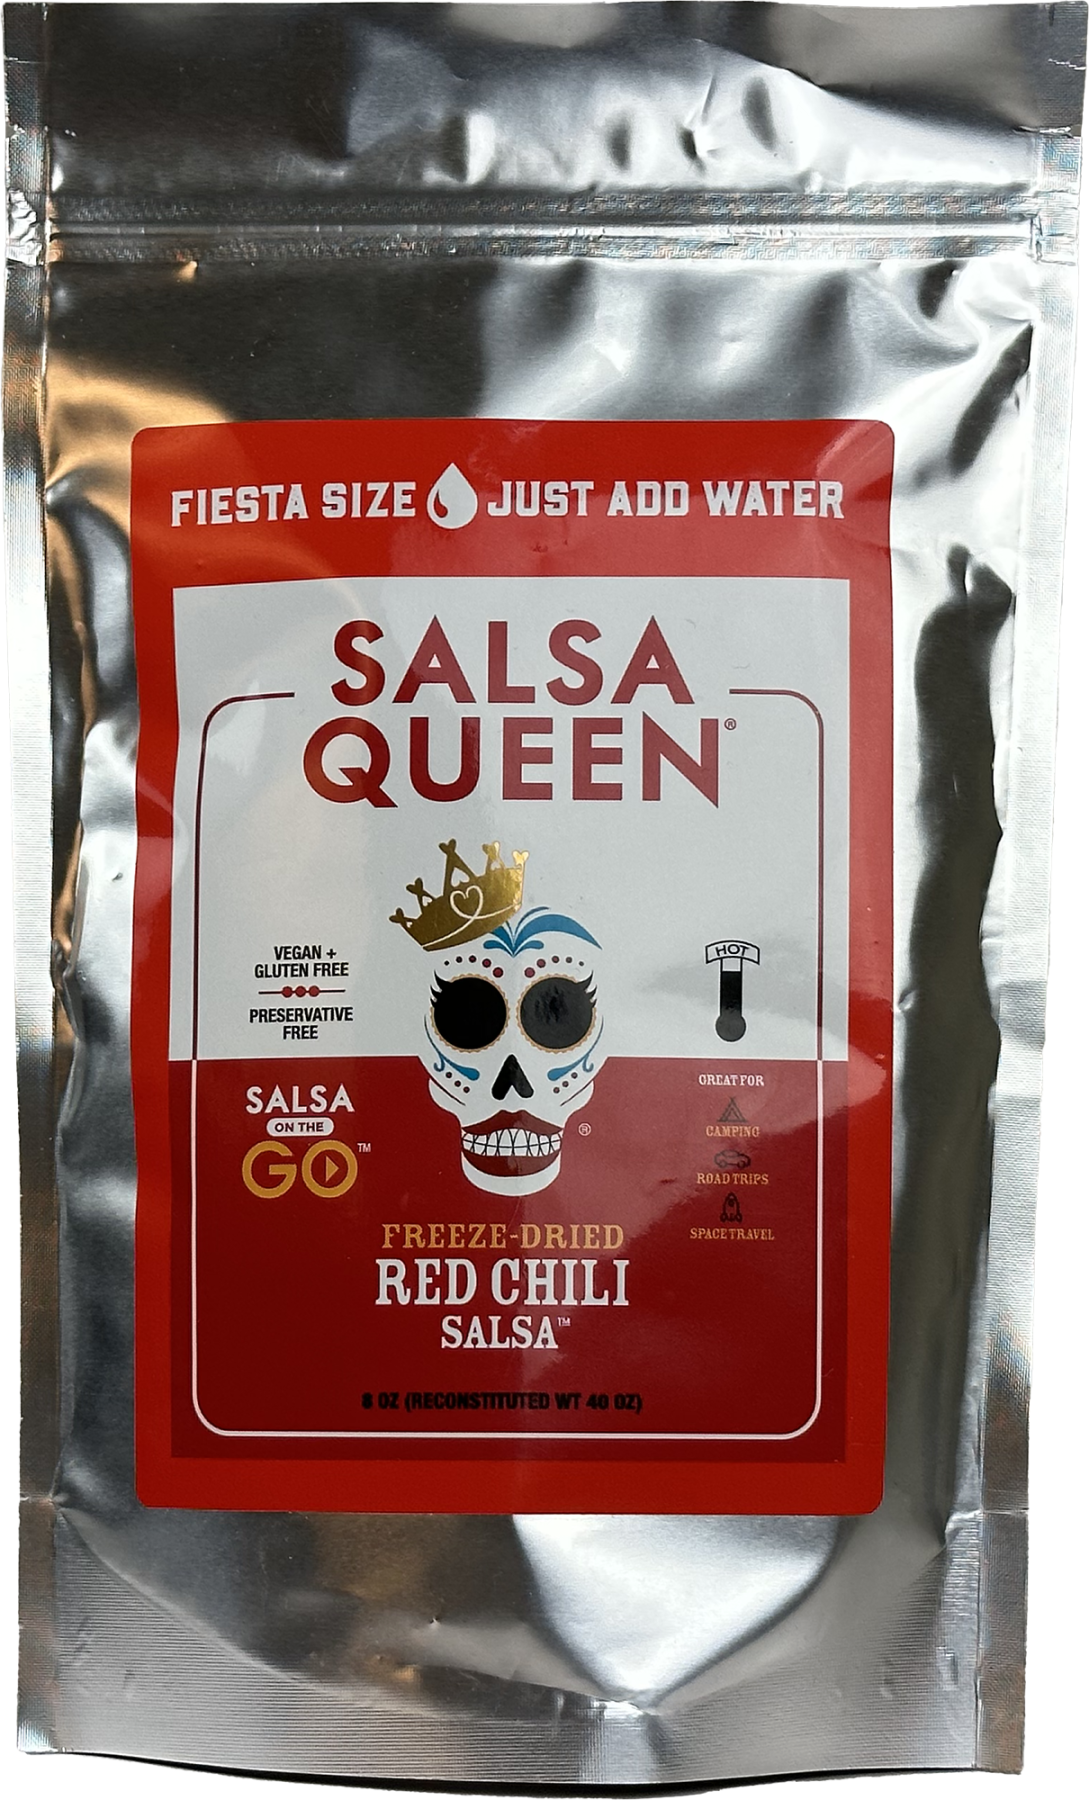 FIESTA SIZE JUST ADD WATER
SALSA
QUEEN®
VEGAN +
GLUTEN FREE
PRESERVATIVE
FREE
HOT
SALSA
ON THE
GO™
GREAT FOR
CAMPING
ROAD TRIPS
SPACE TRAVEL
®
FREEZE-DRIED
RED CHILI
SALSA™
8 OZ (RECONSTITUTED WT 40 OZ)